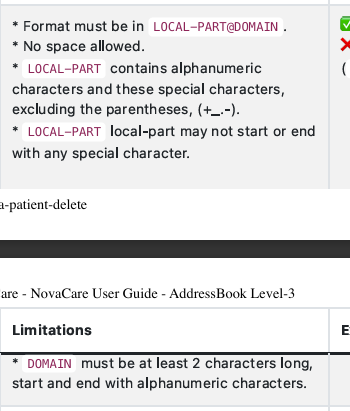 * Format must be in LOCAL-PART@DOMAIN.
* No space allowed.
* LOCAL-PART contains alphanumeric
characters and these special characters,
excluding the parentheses, (+_.-).
* LOCAL-PART local-part may not start or end
with any special character.
(
a-patient-delete
are - NovaCare User Guide - AddressBook Level-3
Limitations
E
* DOMAIN must be at least 2 characters long,
start and end with alphanumeric characters.